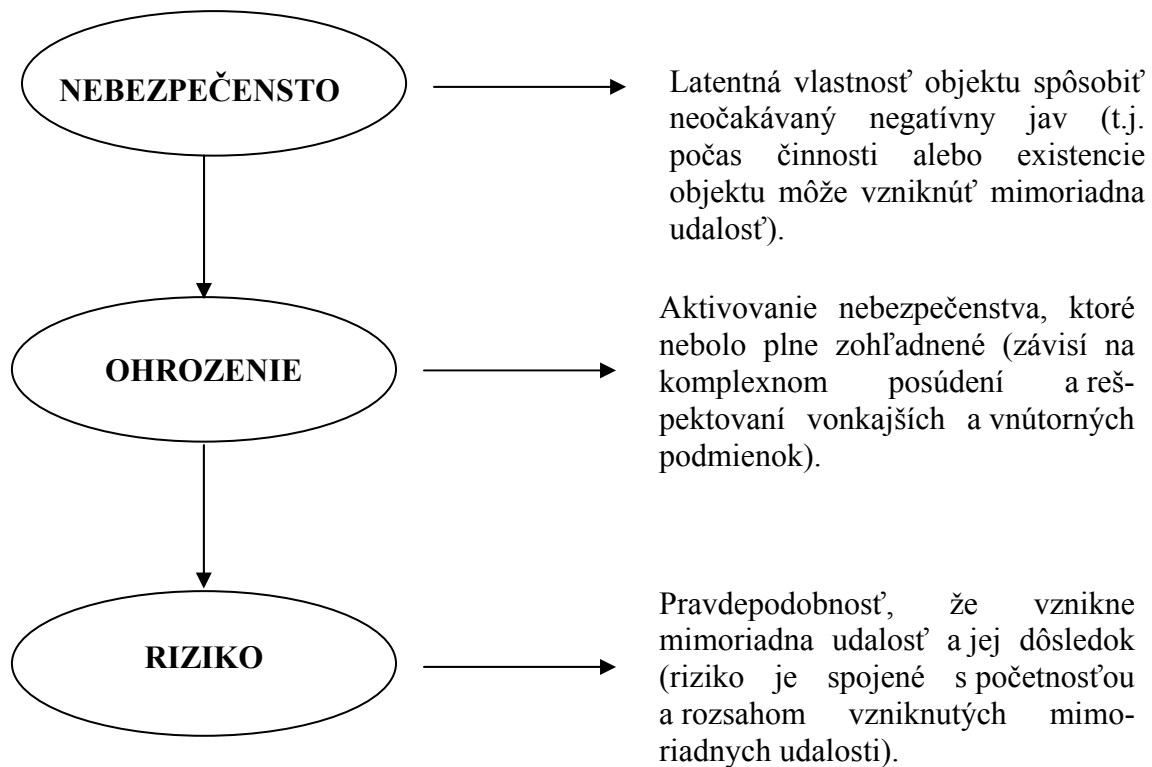 NEBEZPEČENSTO
Latentná vlastnosť objektu spôsobiť
neočakávaný negatívny jav (t.j.
počas činnosti alebo existencie
objektu môže vzniknúť mimoriadna
udalosť).
OHROZENIE
Aktivovanie nebezpečenstva, ktoré
nebolo plne zohľadnené (závisí na
komplexnom posúdení a reš-
pektovaní vonkajších a vnútorných
podmienok).
RIZIKO
Pravdepodobnosť, že vznikne
mimoriadna udalosť a jej dôsledok
(riziko je spojené s početnosťou
a rozsahom vzniknutých mimo-
riadnych udalosti).